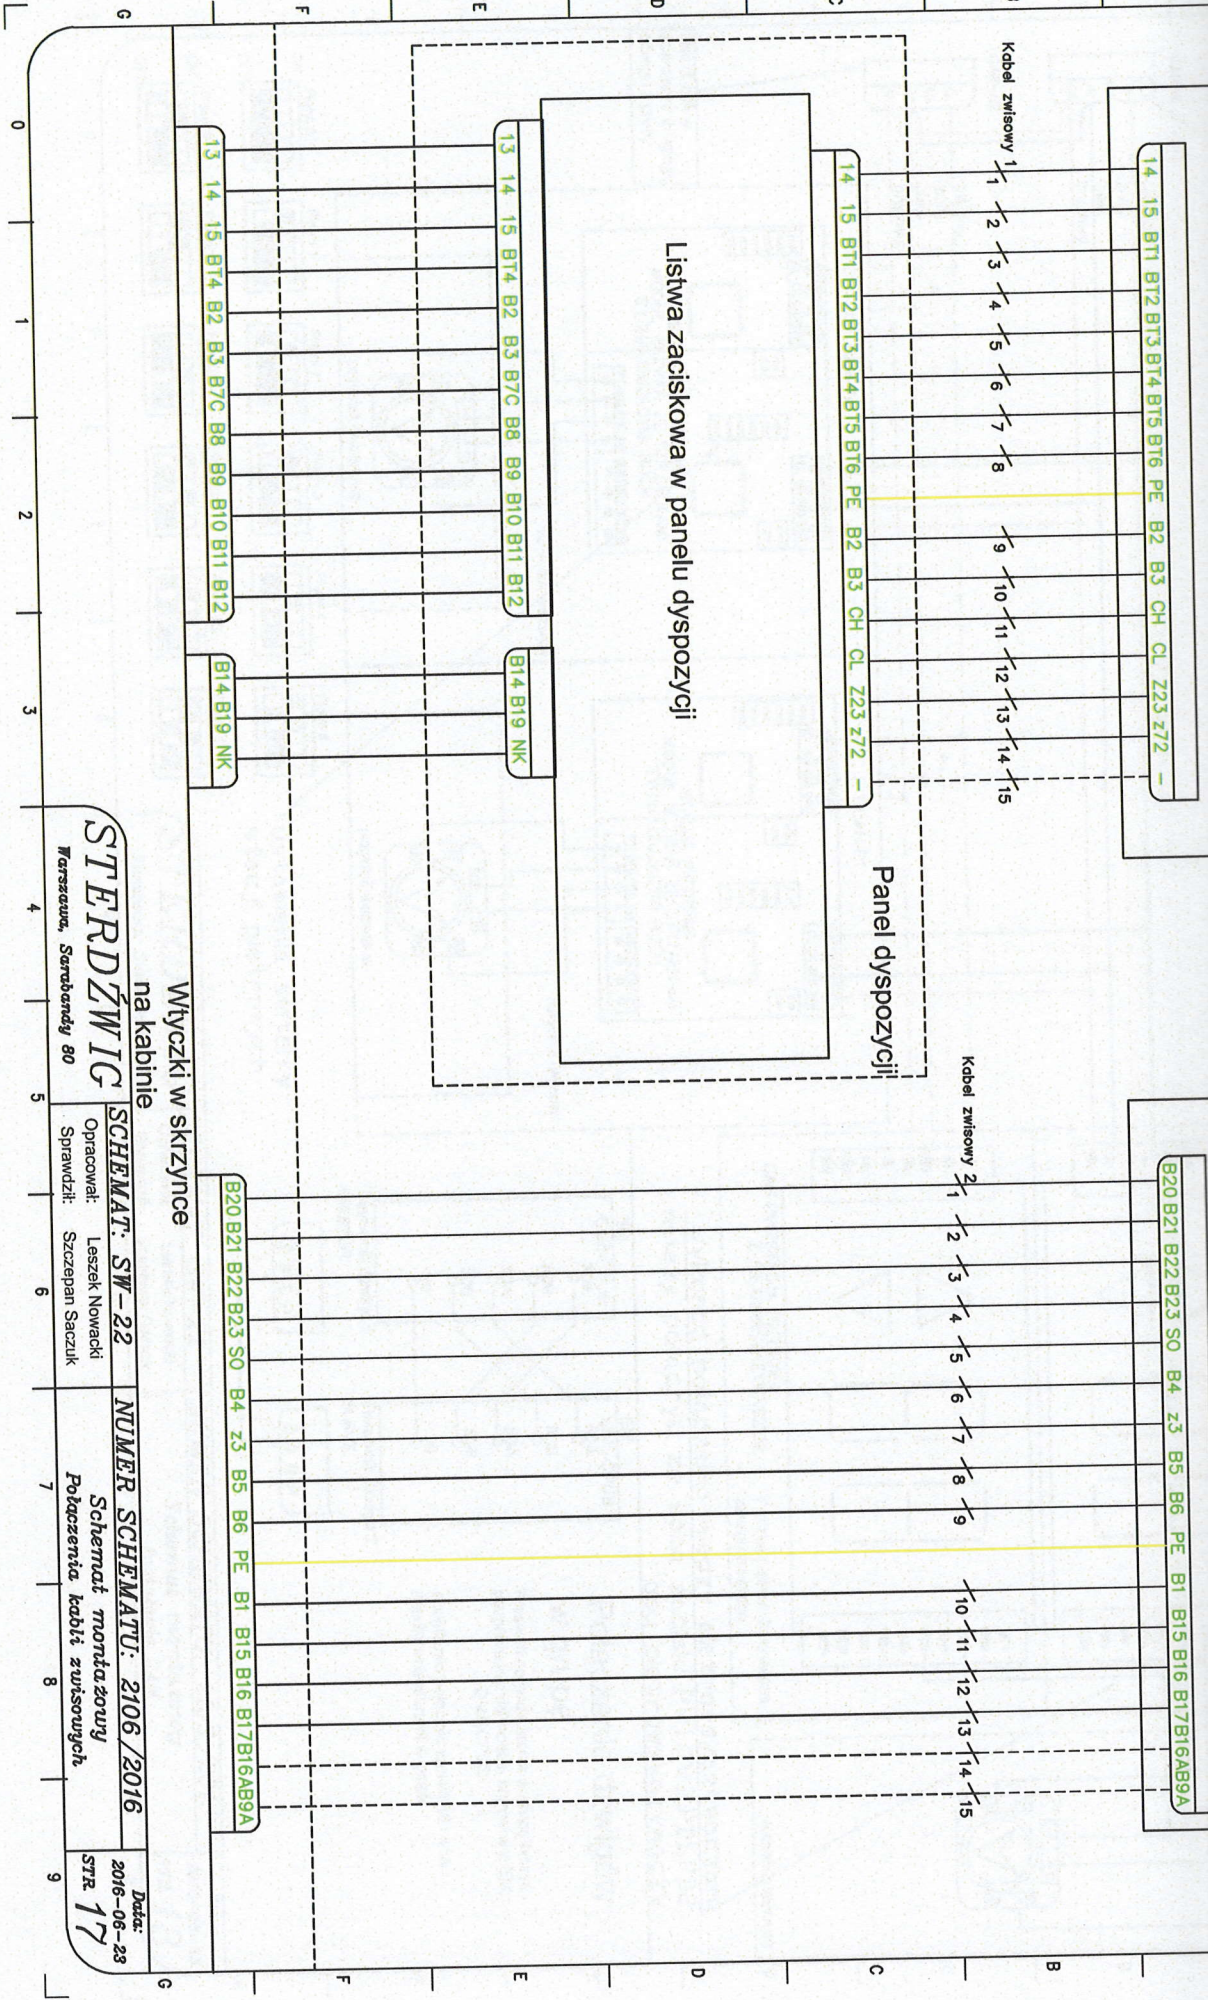 Kabel zwisowy 1
1 2 3 4 5 6 7 8 9 10 11 12 13 14 15
14 15 BT1 BT2 BT3 BT4 BT5 BT6 PE B2 B3 CH CL Z23 z72 -
Kabel zwisowy 2
1 2 3 4 5 6 7 8 9 10 11 12 13 14 15
B20 B21 B22 B23 SO B4 z3 B5 B6 PE B1 B15 B16 B17 B16A B9A
Panel dyspozycji
14 15 BT1 BT2 BT3 BT4 BT5 BT6 PE B2 B3 CH CL Z23 z72 -
Listwa zaciskowa w panelu dyspozycji
13 14 15 BT4 B2 B3 B7C B8 B9 B10 B11 B12
B14 B19 NK
13 14 15 BT4 B2 B3 B7C B8 B9 B10 B11 B12
B14 B19 NK
B20 B21 B22 B23 SO B4 z3 B5 B6 PE B1 B15 B16 B17 B16A B9A
Wtyczki w skrzynce
na kabinie
STERDŹWIG
Warszawa, Sarabandy 80
SCHEMAT: SW-22
Opracował: Leszek Nowacki
Sprawdził: Szczepan Saczuk
NUMER SCHEMATU: 2106/2016
Schemat montażowy
Połączenia kabli zwisowych
Data:
2016-06-23
STR. 17
0 1 2 3 4 5 6 7 8 9
G F E D
G F E D C B